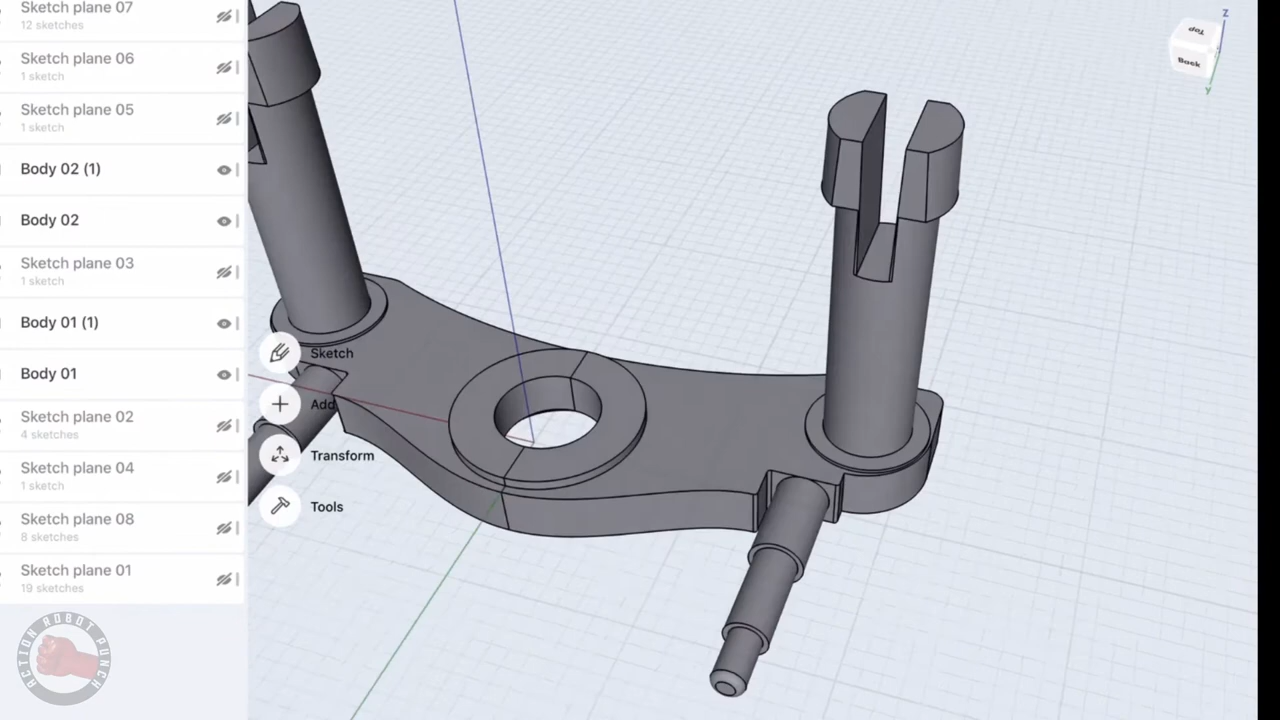 Sketch plane 07
12 sketches
Sketch plane 06
1 sketch
Sketch plane 05
1 sketch
Body 02 (1)
Body 02
Sketch plane 03
1 sketch
Body 01 (1)
Body 01
Sketch plane 02
4 sketches
Sketch plane 04
1 sketch
Sketch plane 08
8 sketches
Sketch plane 01
19 sketches
Sketch
Add
Transform
Tools
Z
Top
Back
y
ACTION ROBOT PUNCH